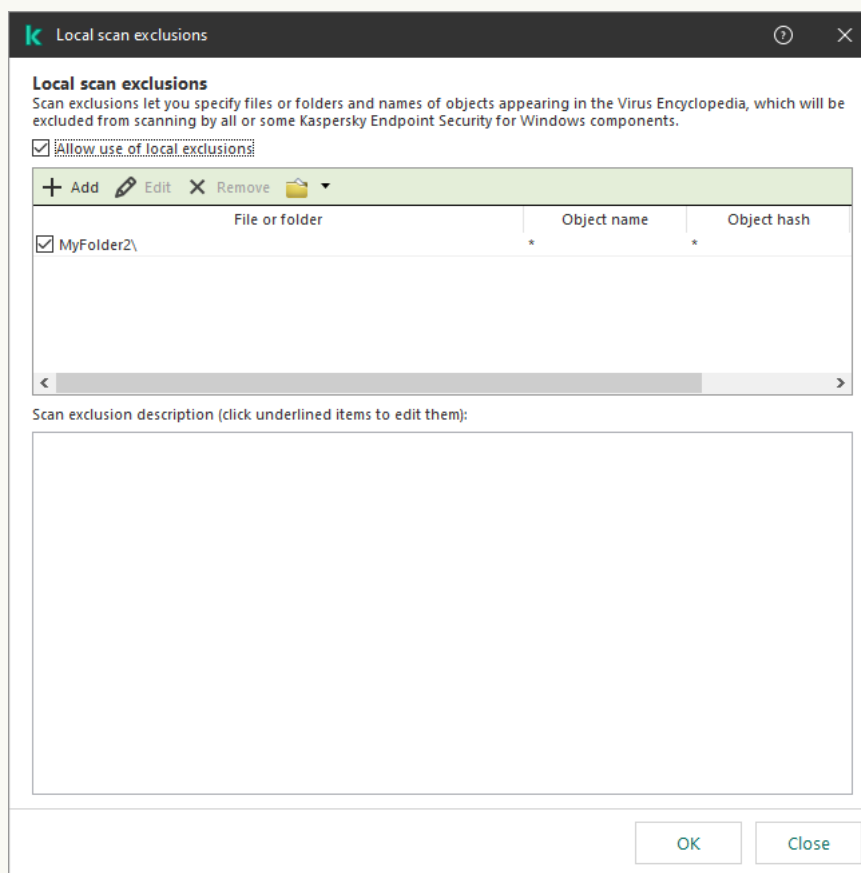 Local scan exclusions
Local scan exclusions
Scan exclusions let you specify files or folders and names of objects appearing in the Virus Encyclopedia, which will be
excluded from scanning by all or some Kaspersky Endpoint Security for Windows components.
Allow use of local exclusions
Add Edit Remove
File or folder Object name Object hash
MyFolder2\ * *
Scan exclusion description (click underlined items to edit them):
OK Close